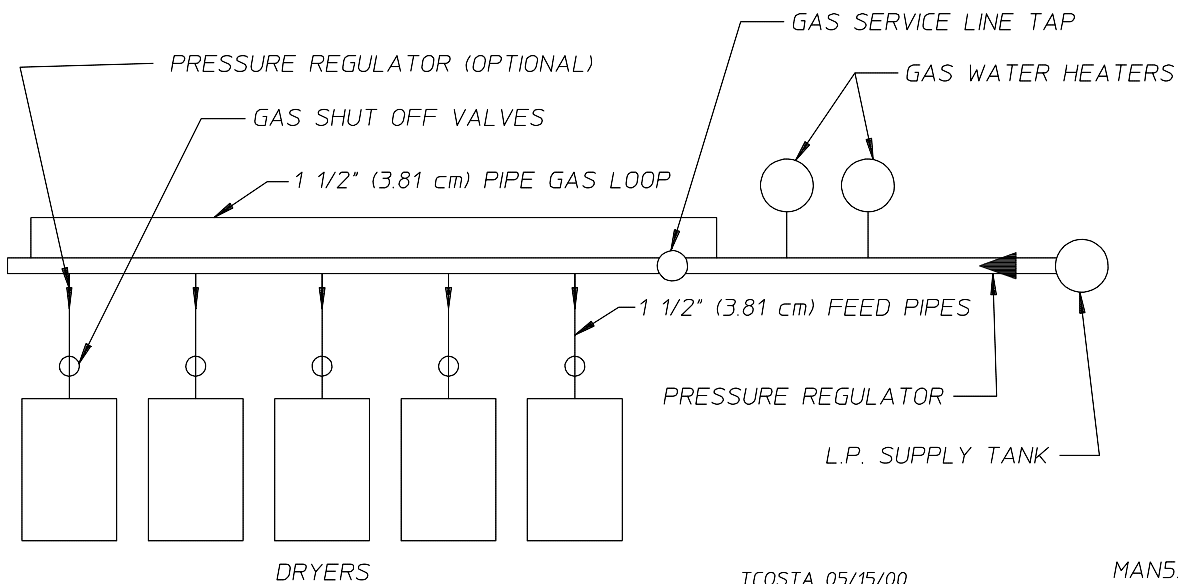 GAS SERVICE LINE TAP
PRESSURE REGULATOR (OPTIONAL)
GAS WATER HEATERS
GAS SHUT OFF VALVES
1 1/2" (3.81 cm) PIPE GAS LOOP
1 1/2" (3.81 cm) FEED PIPES
PRESSURE REGULATOR
L.P. SUPPLY TANK
DRYERS
TCOSTA 05/15/00